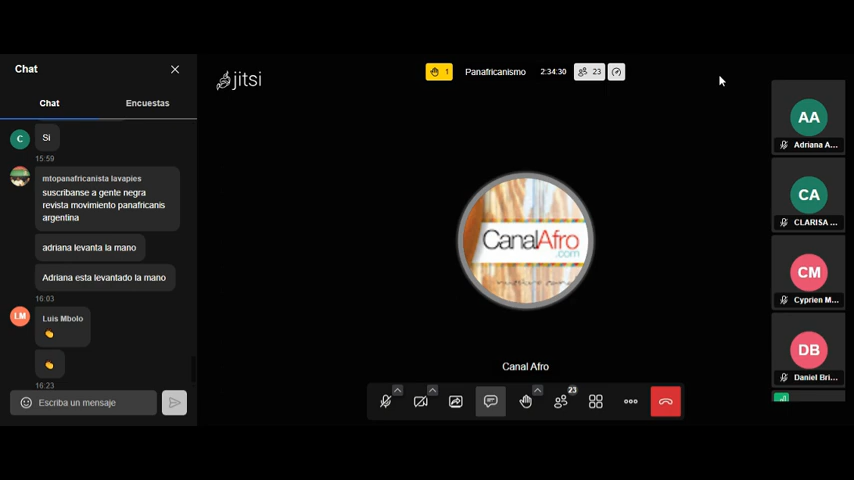 Chat
Chat
Encuestas
C
Si
15:59
mtopanafricanista lavapies
suscribanse a gente negra
revista movimiento panafricanis
argentina
adriana levanta la mano
Adriana esta levantado la mano
16:03
LM
Luis Mbolo
16:23
Escriba un mensaje
jitsi
1
Panafricanismo
2:34:30
23
CanalAfro
.com
Canal Afro
23
AA
Adriana A...
CA
CLARISA ...
CM
Cyprien M...
DB
Daniel Bri...